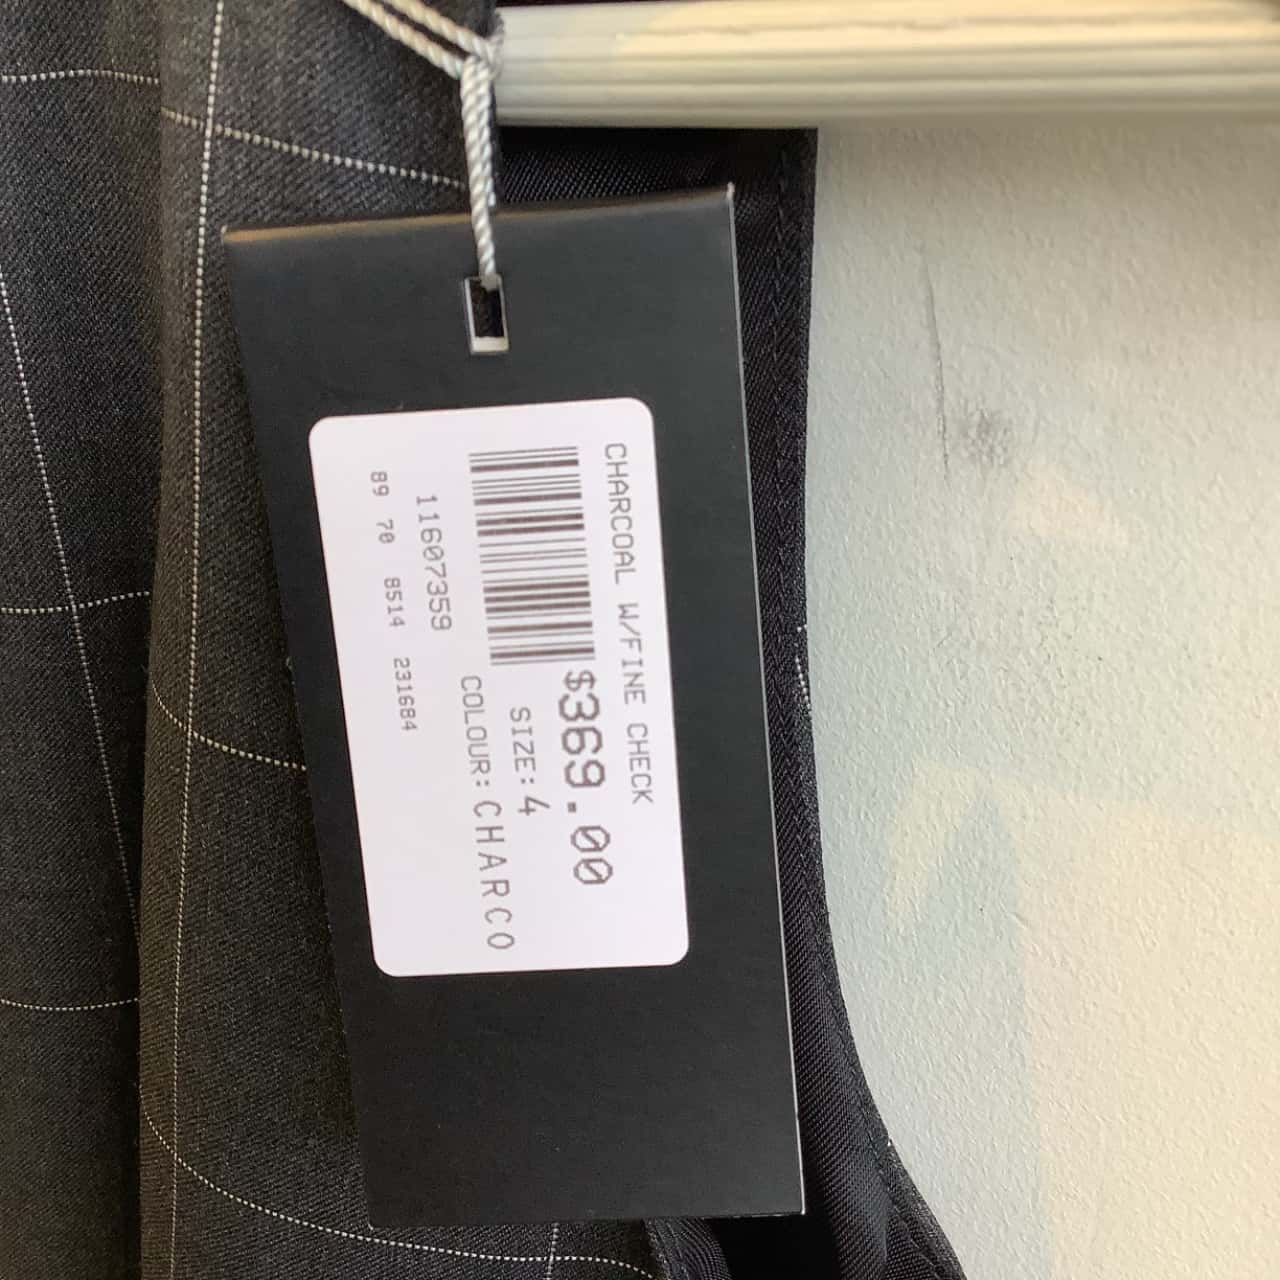 CHARCOAL W/FINE CHECK
$369.00
SIZE:4
COLOUR:CHARCO
11607359
89 70 8514 231684